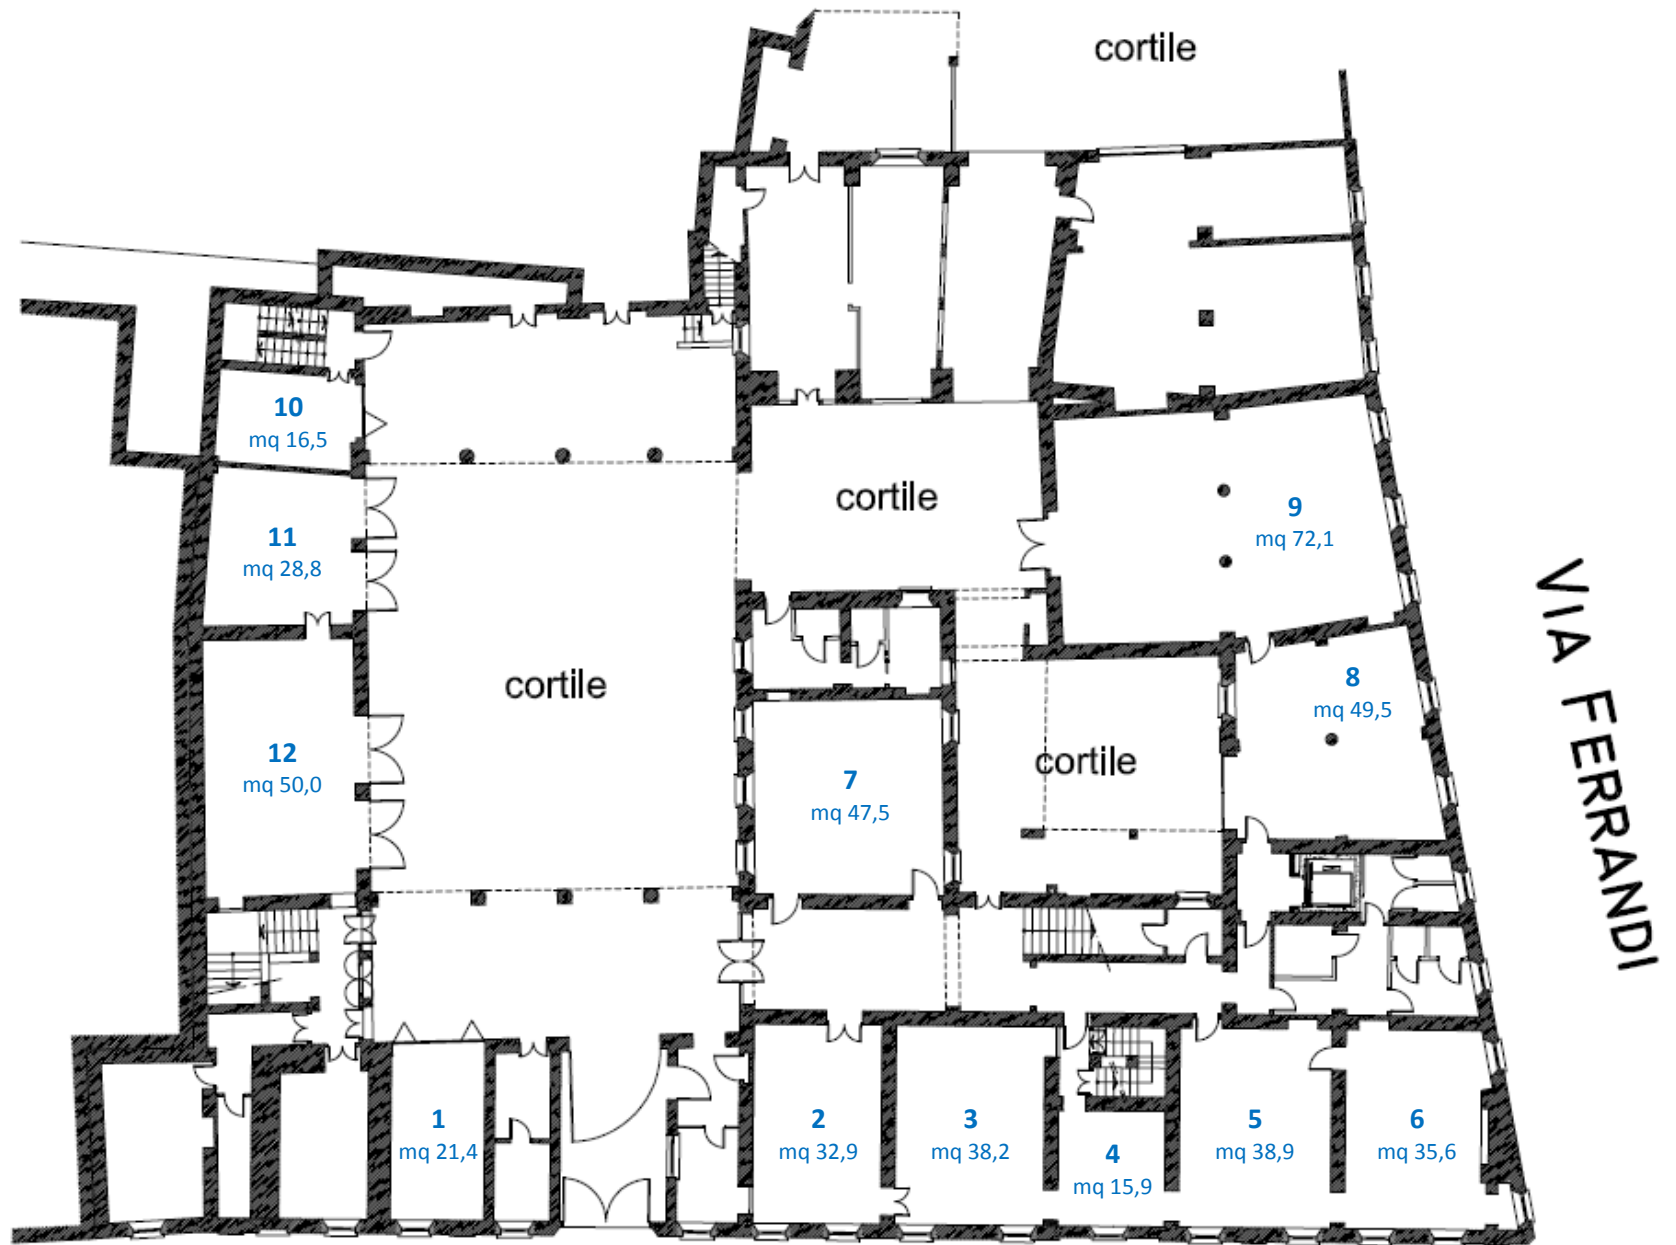 cortile
10
mq 16,5
cortile
9
mq 72,1
11
mq 28,8
VIA FERRANDI
cortile
8
mq 49,5
12
mq 50,0
7
mq 47,5
cortile
1
mq 21,4
2
mq 32,9
3
mq 38,2
4
mq 15,9
5
mq 38,9
6
mq 35,6